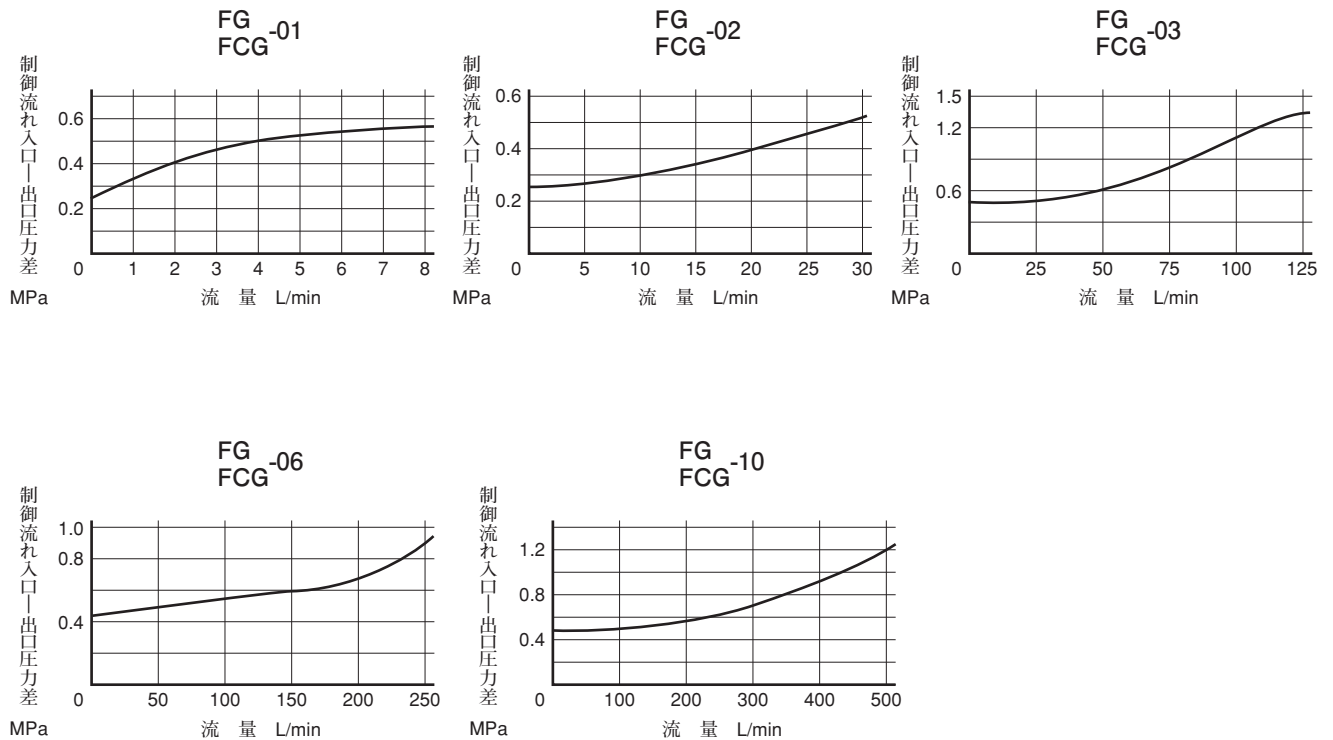 FG
FCG-01
制御流れ入口―出口圧力差
0.6
0.4
0.2
0 1 2 3 4 5 6 7 8
MPa 流 量 L/min
FG
FCG-02
制御流れ入口―出口圧力差
0.6
0.4
0.2
0 5 10 15 20 25 30
MPa 流 量 L/min
FG
FCG-03
制御流れ入口―出口圧力差
1.5
1.2
0.6
0 25 50 75 100 125
MPa 流 量 L/min
FG
FCG-06
制御流れ入口―出口圧力差
1.0
0.8
0.4
0 50 100 150 200 250
MPa 流 量 L/min
FG
FCG-10
制御流れ入口―出口圧力差
1.2
0.8
0.4
0 100 200 300 400 500
MPa 流 量 L/min